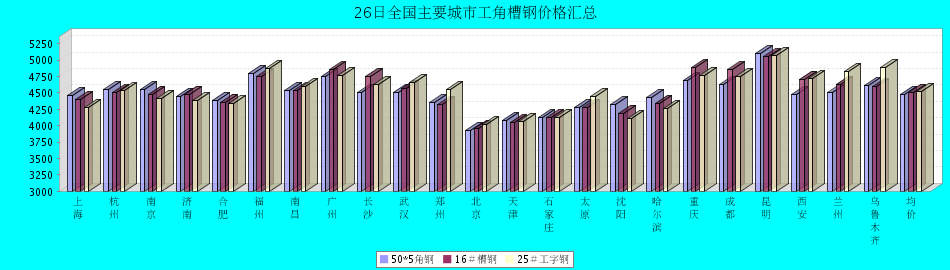 26日全国主要城市工角槽钢价格汇总
5250
5000
4750
4500
4250
4000
3750
3500
3250
3000
上海
杭州
南京
济南
合肥
福州
南昌
广州
长沙
武汉
郑州
北京
天津
石家庄
太原
沈阳
哈尔滨
重庆
成都
昆明
西安
兰州
乌鲁木齐
均价
50*5角钢 16#槽钢 25#工字钢